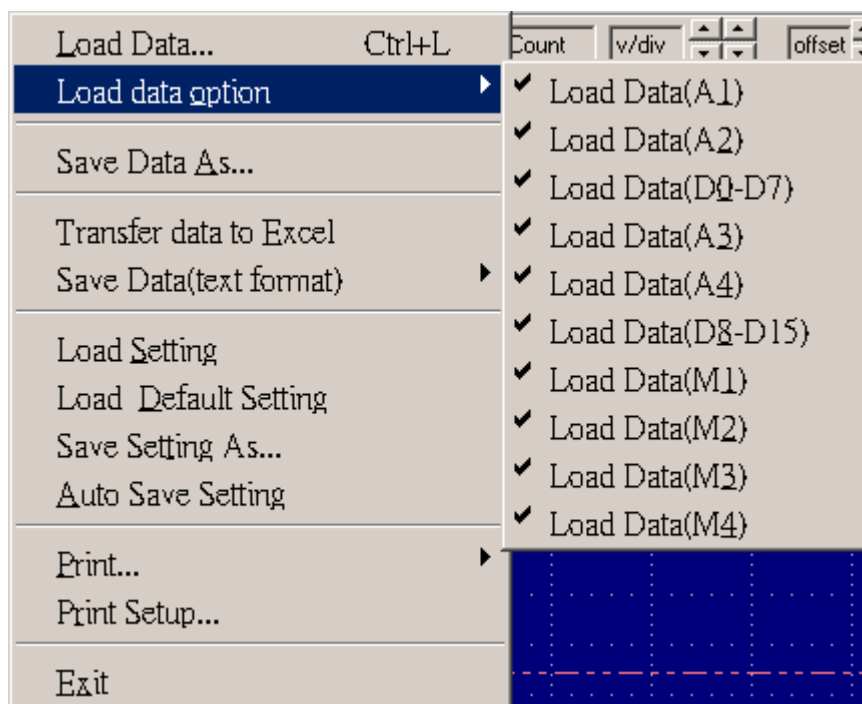 Load Data... Ctrl+L
Load data option
Save Data As...
Transfer data to Excel
Save Data(text format)
Load Setting
Load Default Setting
Save Setting As...
Auto Save Setting
Print...
Print Setup...
Exit
Count v/div offset
Load Data(A1)
Load Data(A2)
Load Data(D0-D7)
Load Data(A3)
Load Data(A4)
Load Data(D8-D15)
Load Data(M1)
Load Data(M2)
Load Data(M3)
Load Data(M4)